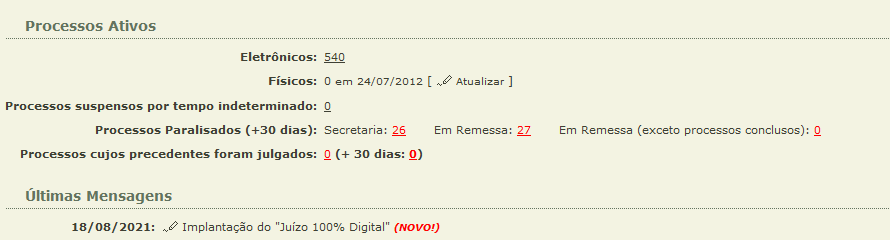 Processos Ativos
Eletrônicos: 540
Físicos: 0 em 24/07/2012 [ Atualizar ]
Processos suspensos por tempo indeterminado: 0
Processos Paralisados (+30 dias): Secretaria: 26 Em Remessa: 27 Em Remessa (exceto processos conclusos): 0
Processos cujos precedentes foram julgados: 0 (+ 30 dias: 0)
Últimas Mensagens
18/08/2021: Implantação do "Juízo 100% Digital" (NOVO!)